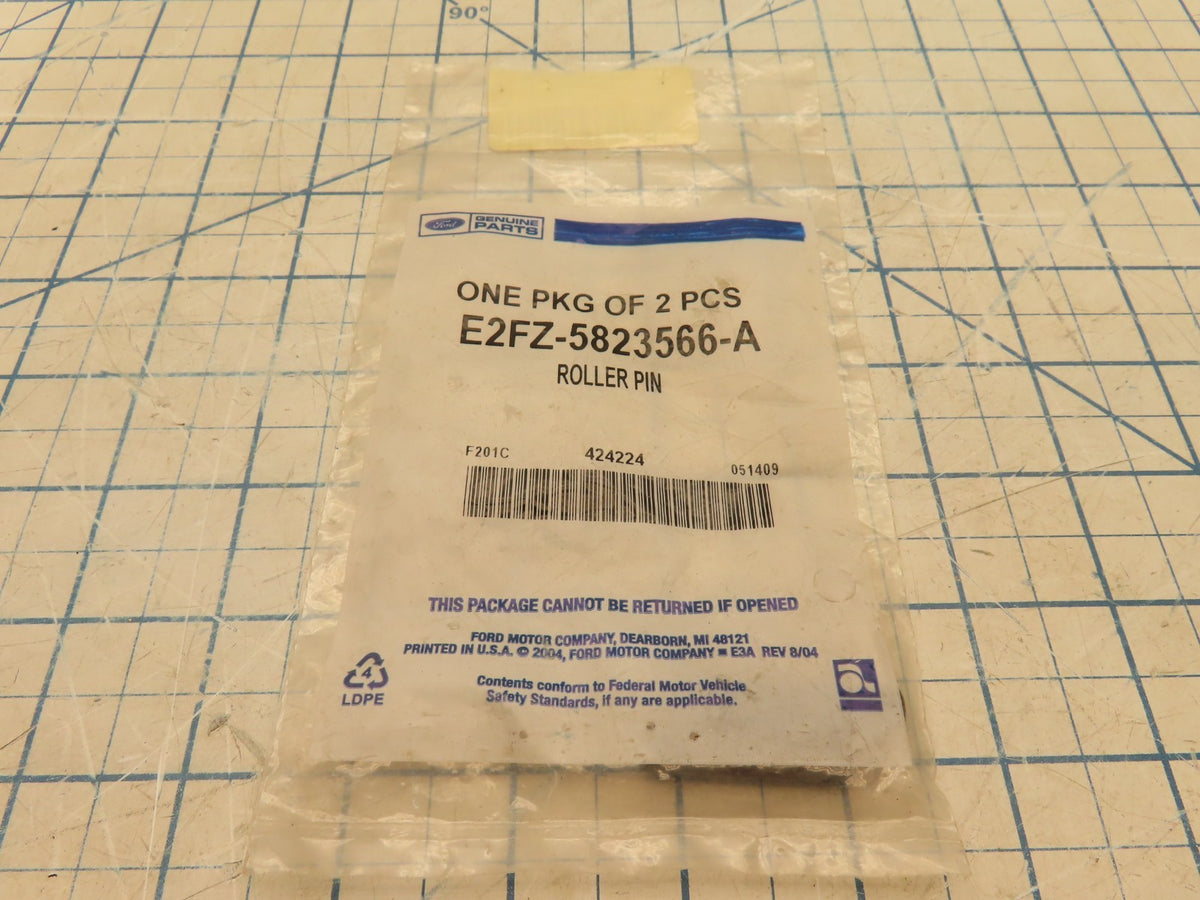 90°
Ford GENUINE PARTS
ONE PKG OF 2 PCS
E2FZ-5823566-A
ROLLER PIN
F201C 424224 051409
THIS PACKAGE CANNOT BE RETURNED IF OPENED
FORD MOTOR COMPANY, DEARBORN, MI 48121
PRINTED IN U.S.A. © 2004, FORD MOTOR COMPANY ■ E3A REV 8/04
4
LDPE
Contents conform to Federal Motor Vehicle
Safety Standards, if any are applicable.